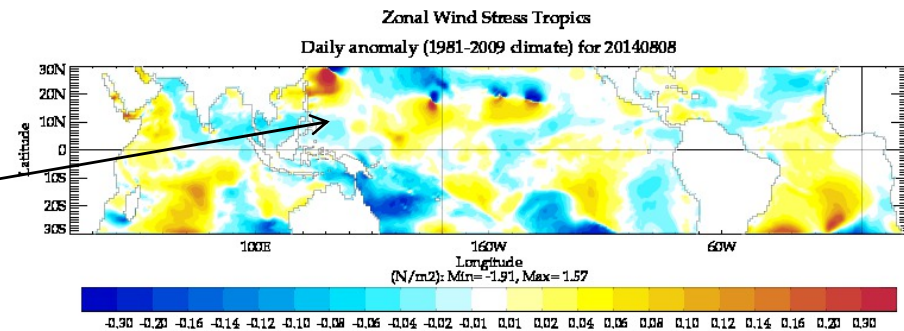 Zonal Wind Stress Tropics
Daily anomaly (1981-2009 climate) for 20140808
30N
20N
10N
0
10S
20S
30S
Latitude
100E 160W 60W
Longitude
(N/m2): Min= -1.91, Max= 1.57
-0.30 -0.20 -0.16 -0.14 -0.12 -0.10 -0.08 -0.06 -0.04 -0.02 -0.01 0.01 0.02 0.04 0.06 0.08 0.10 0.12 0.14 0.16 0.20 0.30